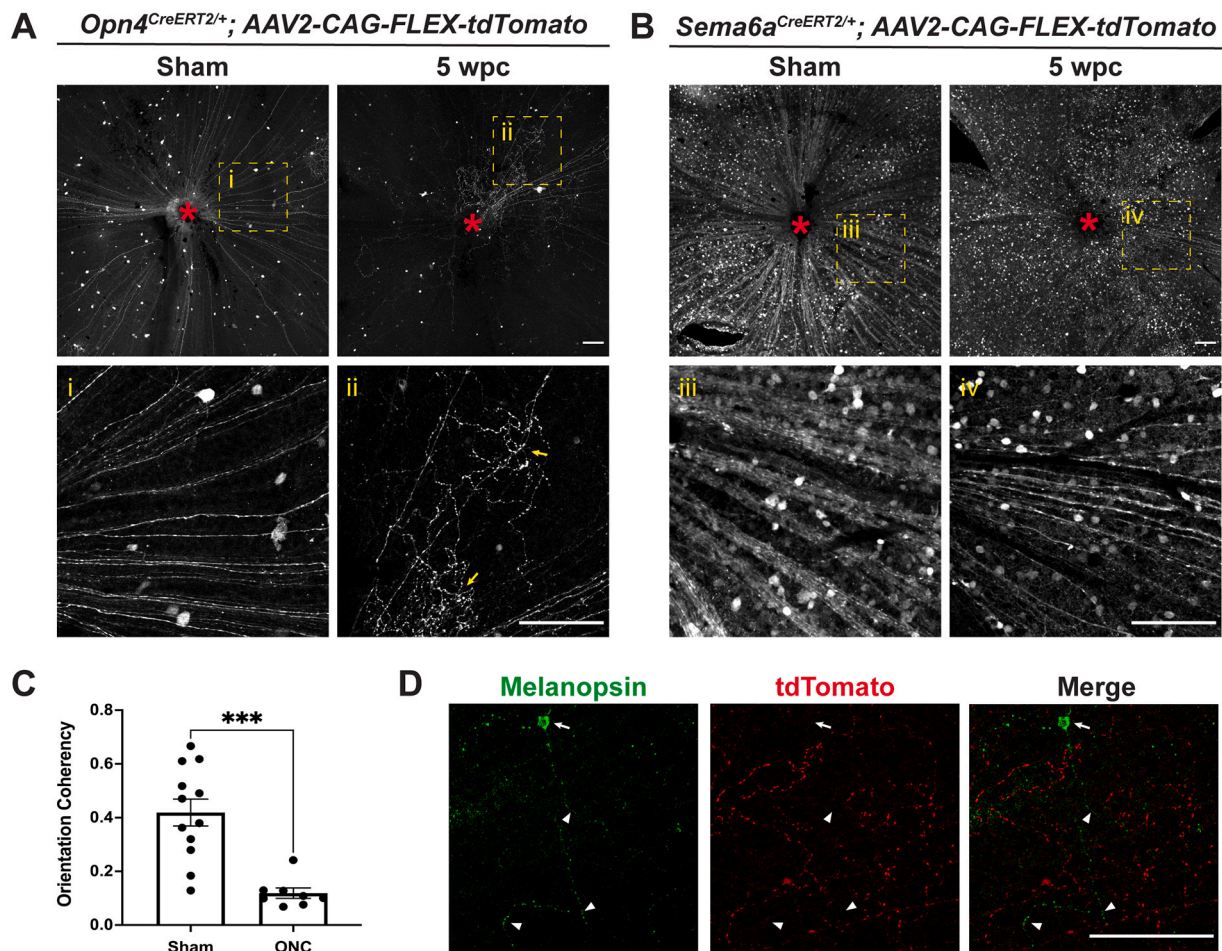 A
Opn4CreERT2/+; AAV2-CAG-FLEX-tdTomato
Sham
5 wpc
i
*
ii
*
i
ii
B
Sema6aCreERT2/+; AAV2-CAG-FLEX-tdTomato
Sham
5 wpc
iii
*
iv
*
iii
iv
C
Orientation Coherency
0.8
0.6
0.4
0.2
0.0
***
Sham
ONC
D
Melanopsin
tdTomato
Merge